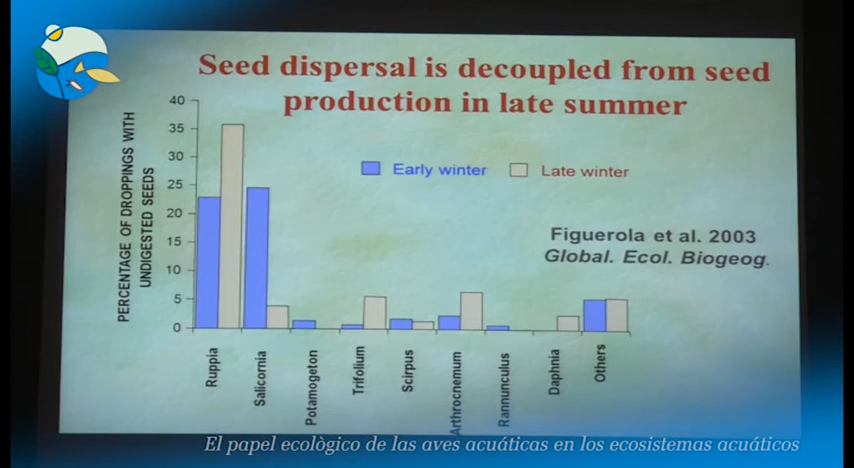 Seed dispersal is decoupled from seed
production in late summer
PERCENTAGE OF DROPPINGS WITH
UNDIGESTED SEEDS
40
35
30
25
20
15
10
5
0
Early winter
Late winter
Figuerola et al. 2003
Global. Ecol. Biogeog.
Ruppia
Salicornia
Potamogeton
Trifolium
Scirpus
Arthrocnemum
Rannunculus
Daphnia
Others
El papel ecològico de las aves acuáticas en los ecosistemas acuáticos